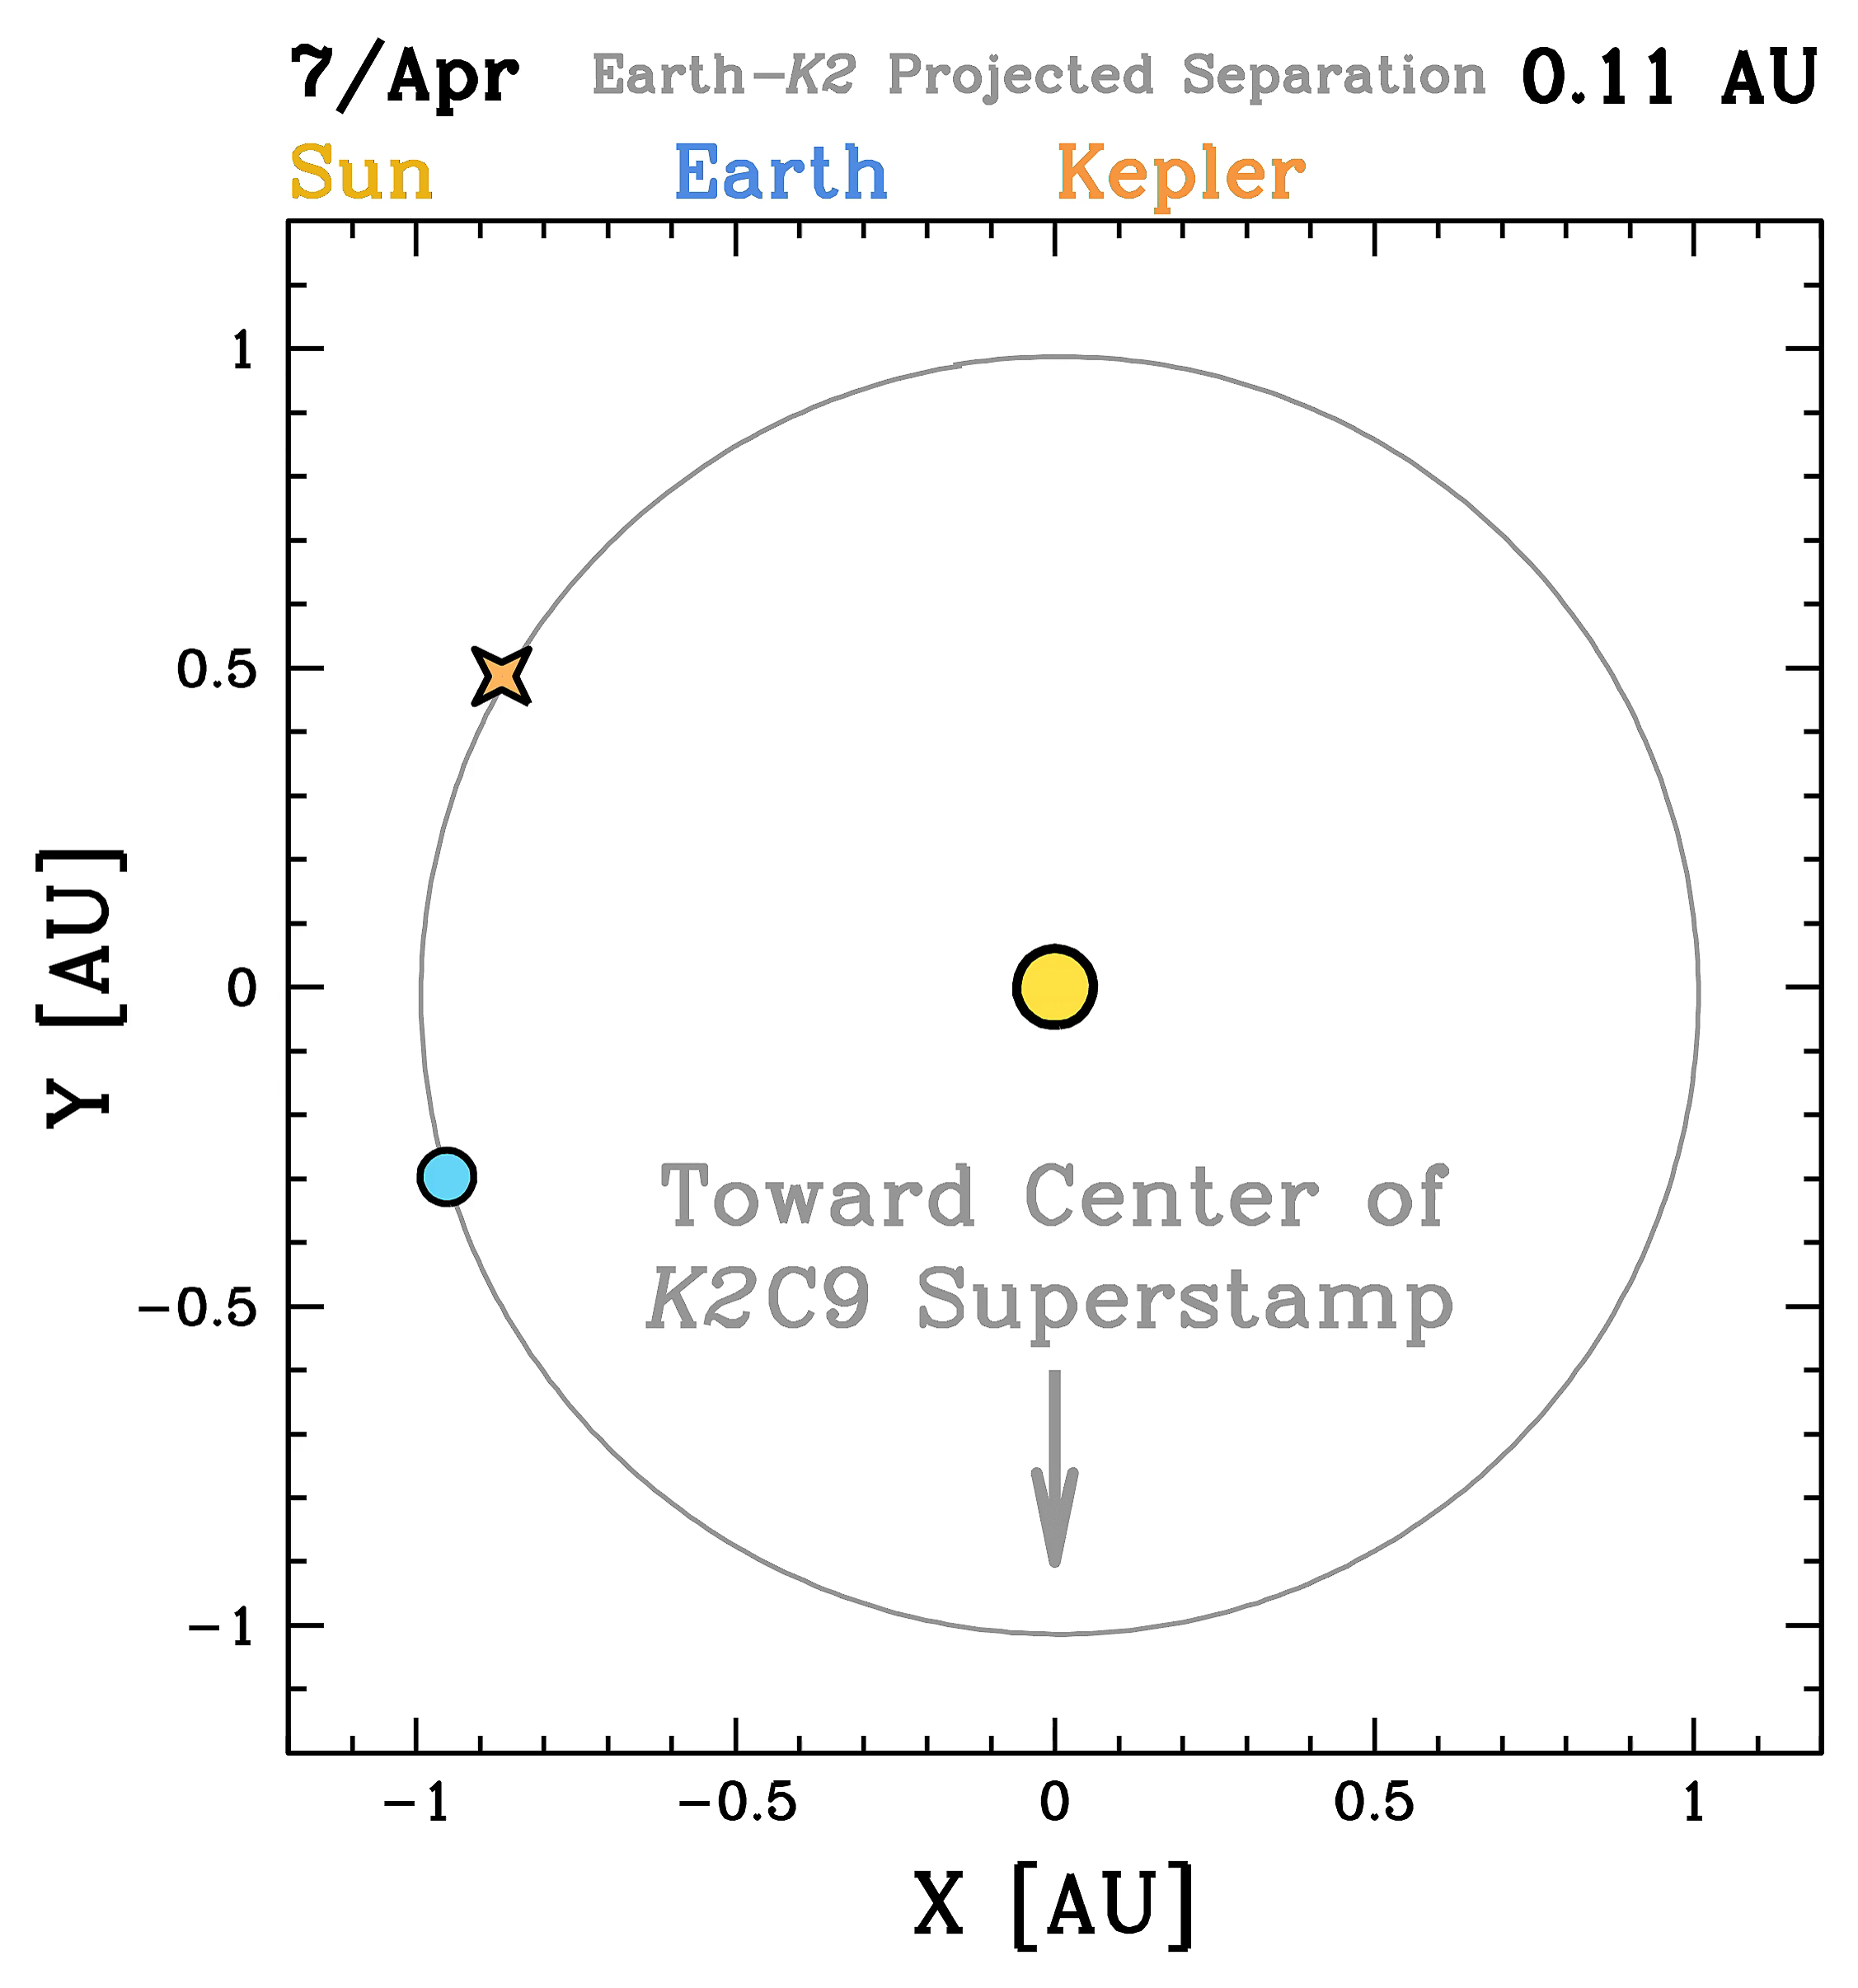 7/Apr Earth-K2 Projected Separation 0.11 AU
Sun Earth Kepler
1
0.5
0
-0.5
-1
Y [AU]
Toward Center of
K2C9 Superstamp
-1 -0.5 0 0.5 1
X [AU]